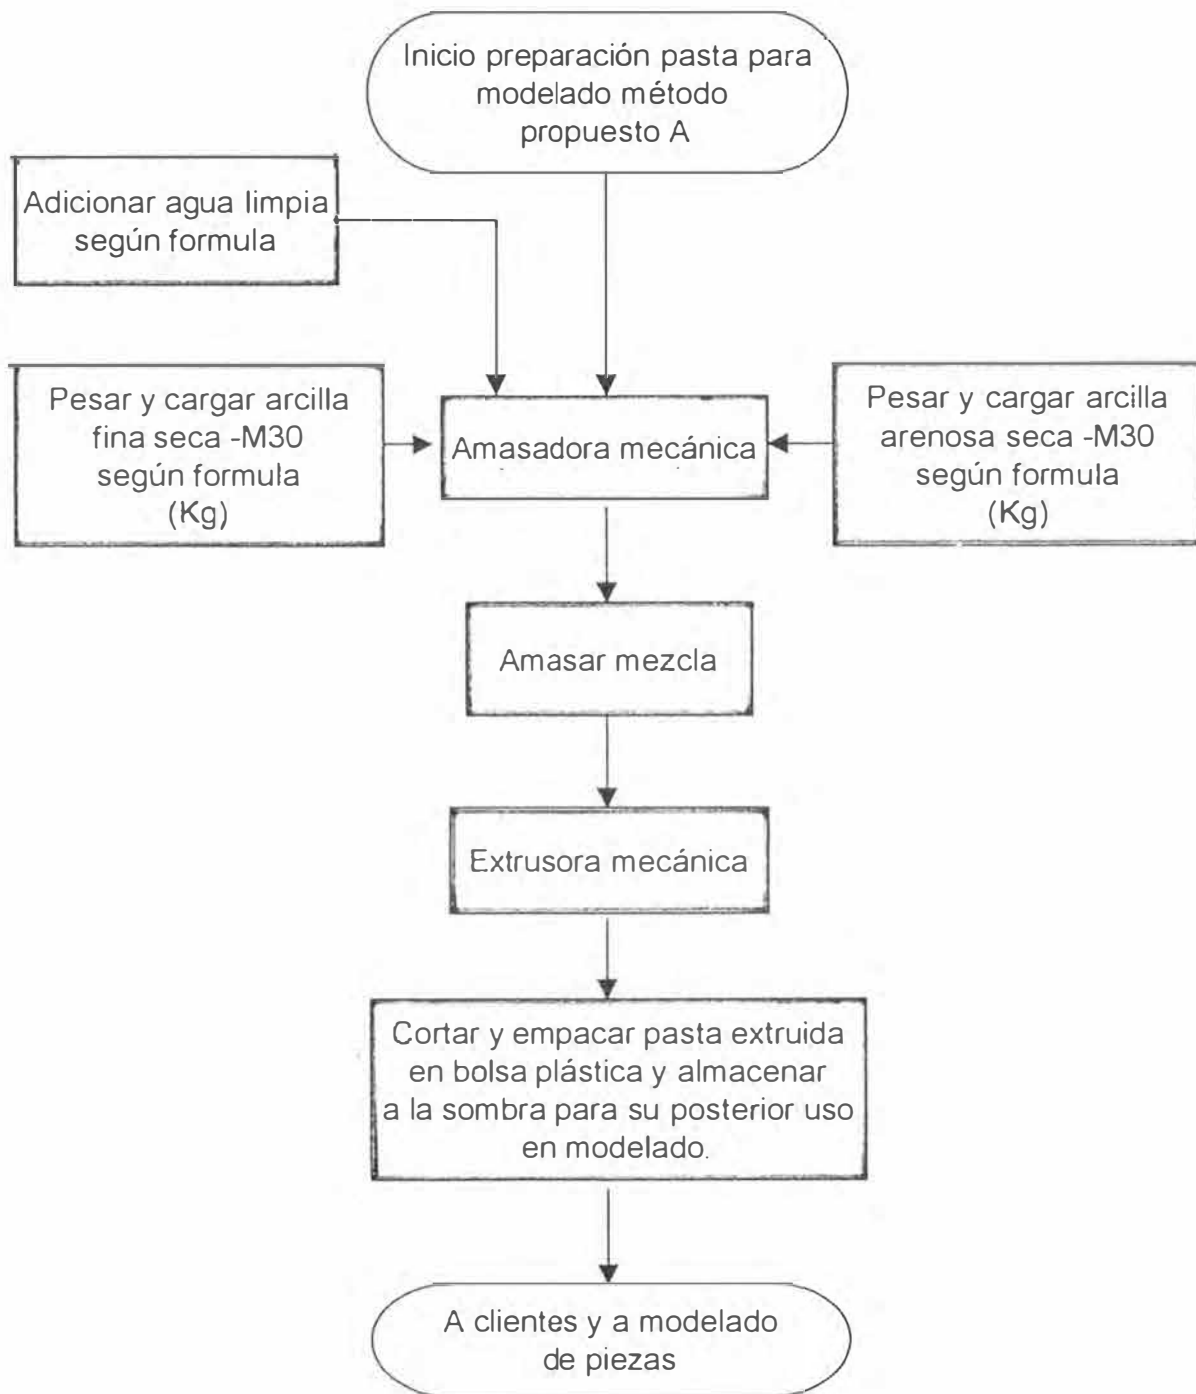 Inicio preparación pasta para
modelado método
propuesto A
Adicionar agua limpia
según formula
Pesar y cargar arcilla
fina seca -M30
según formula
(Kg)
Amasadora mecánica
Pesar y cargar arcilla
arenosa seca -M30
según formula
(Kg)
Amasar mezcla
Extrusora mecánica
Cortar y empacar pasta extruida
en bolsa plástica y almacenar
a la sombra para su posterior uso
en modelado.
A clientes y a modelado
de piezas